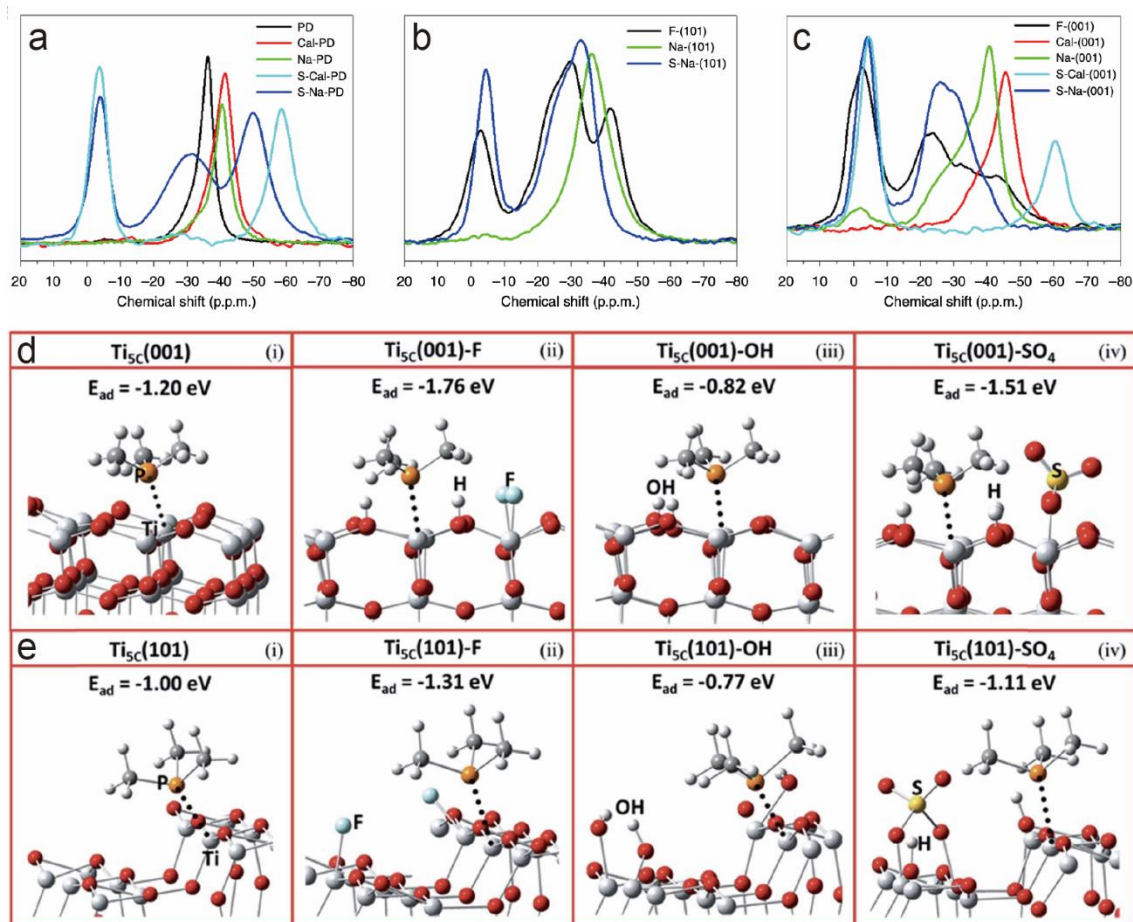 a
PD
Cal-PD
Na-PD
S-Cal-PD
S-Na-PD
20 10 0 –10 –20 –30 –40 –50 –60 –70 –80
Chemical shift (p.p.m.)
b
F-(101)
Na-(101)
S-Na-(101)
20 10 0 –10 –20 –30 –40 –50 –60 –70 –80
Chemical shift (p.p.m.)
c
F-(001)
Cal-(001)
Na-(001)
S-Cal-(001)
S-Na-(001)
20 10 0 –10 –20 –30 –40 –50 –60 –70 –80
Chemical shift (p.p.m.)
d
Ti5C(001) (i)
Ead = -1.20 eV
P
Ti
Ti5C(001)-F (ii)
Ead = -1.76 eV
H
F
Ti5C(001)-OH (iii)
Ead = -0.82 eV
OH
Ti5C(001)-SO4 (iv)
Ead = -1.51 eV
S
H
e
Ti5C(101) (i)
Ead = -1.00 eV
P
Ti
Ti5C(101)-F (ii)
Ead = -1.31 eV
F
Ti5C(101)-OH (iii)
Ead = -0.77 eV
OH
Ti5C(101)-SO4 (iv)
Ead = -1.11 eV
S
H